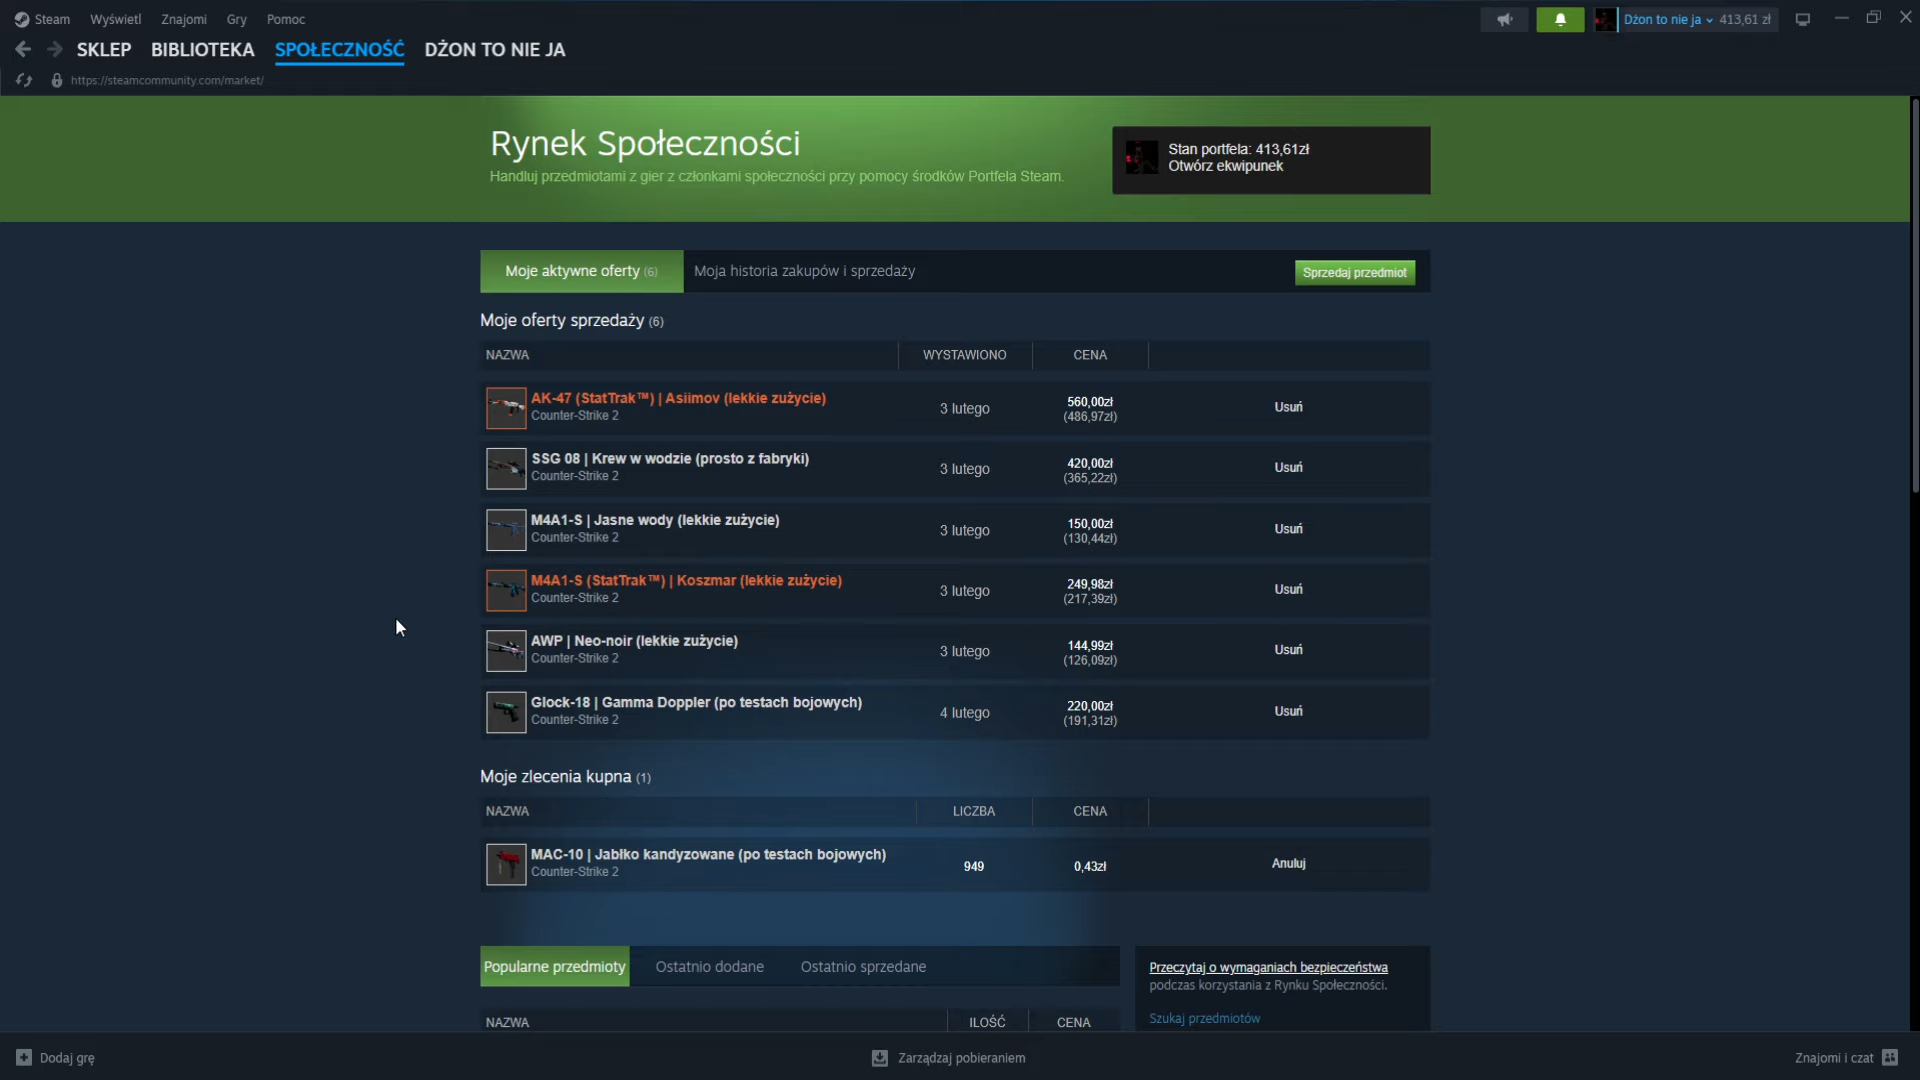 Steam Wyświetl Znajomi Gry Pomoc
Dżon to nie ja 413,61 zł
SKLEP BIBLIOTEKA SPOŁECZNOŚĆ DŻON TO NIE JA
https://steamcommunity.com/market/
Rynek Społeczności
Handluj przedmiotami z gier z członkami społeczności przy pomocy środków Portfela Steam.
Stan portfela: 413,61zł
Otwórz ekwipunek
Moje aktywne oferty (6) Moja historia zakupów i sprzedaży Sprzedaj przedmiot
Moje oferty sprzedaży (6)
NAZWA WYSTAWIONO CENA
AK-47 (StatTrak™) | Asiimov (lekkie zużycie)
Counter-Strike 2
3 lutego
560,00zł
(486,97zł)
Usuń
SSG 08 | Krew w wodzie (prosto z fabryki)
Counter-Strike 2
3 lutego
420,00zł
(365,22zł)
Usuń
M4A1-S | Jasne wody (lekkie zużycie)
Counter-Strike 2
3 lutego
150,00zł
(130,44zł)
Usuń
M4A1-S (StatTrak™) | Koszmar (lekkie zużycie)
Counter-Strike 2
3 lutego
249,98zł
(217,39zł)
Usuń
AWP | Neo-noir (lekkie zużycie)
Counter-Strike 2
3 lutego
144,99zł
(126,09zł)
Usuń
Glock-18 | Gamma Doppler (po testach bojowych)
Counter-Strike 2
4 lutego
220,00zł
(191,31zł)
Usuń
Moje zlecenia kupna (1)
NAZWA LICZBA CENA
MAC-10 | Jabłko kandyzowane (po testach bojowych)
Counter-Strike 2
949
0,43zł
Anuluj
Popularne przedmioty Ostatnio dodane Ostatnio sprzedane
NAZWA ILOŚĆ CENA
Przeczytaj o wymaganiach bezpieczeństwa
podczas korzystania z Rynku Społeczności.
Szukaj przedmiotów
Dodaj grę Zarządzaj pobieraniem Znajomi i czat